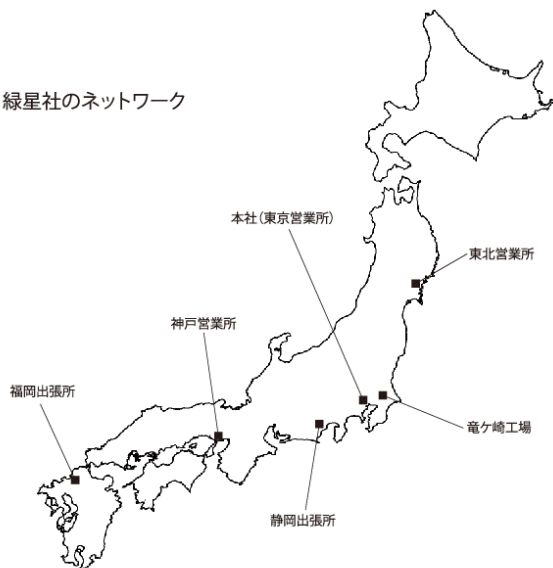 緑星社のネットワーク
本社(東京営業所)
東北営業所
神戸営業所
福岡出張所
竜ケ崎工場
静岡出張所